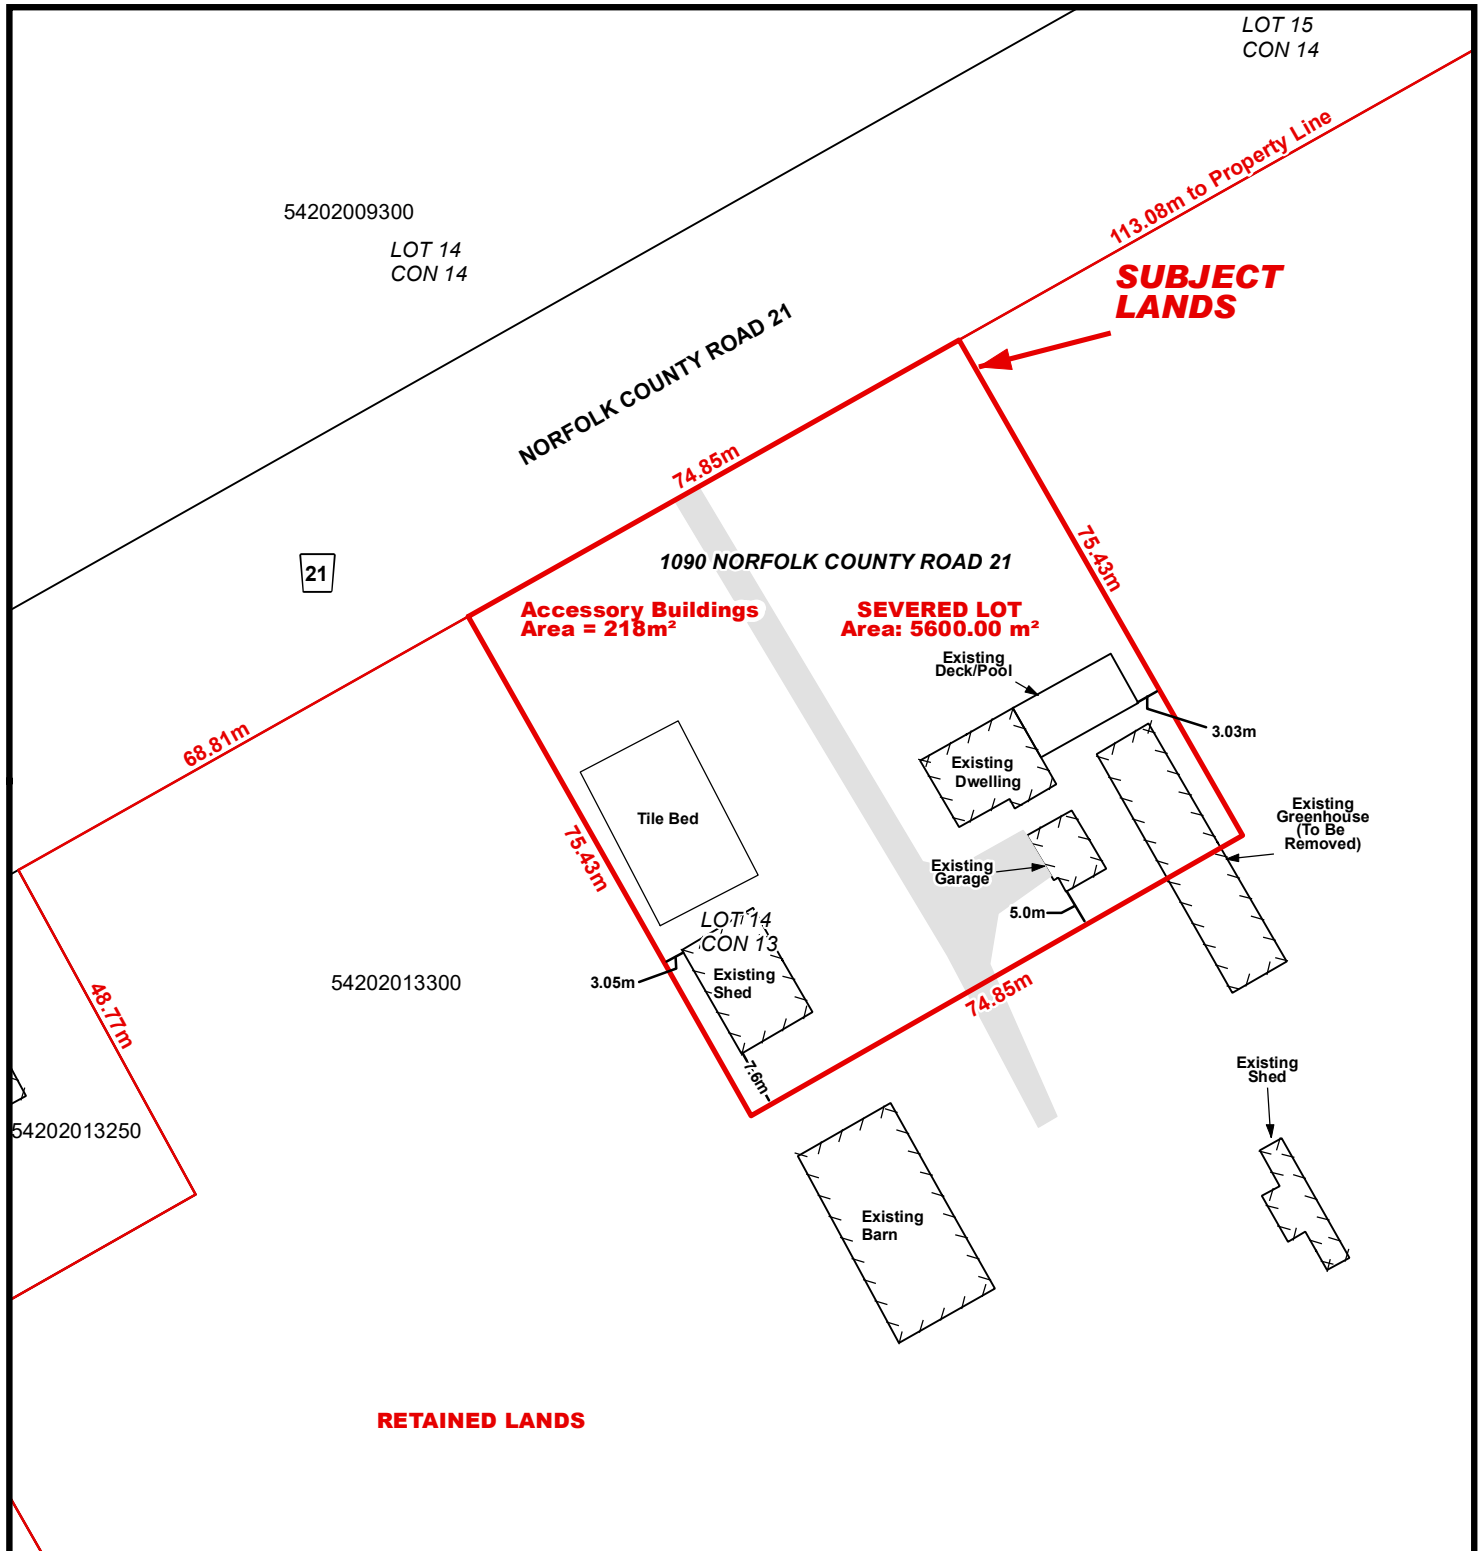 LOT 15
CON 14
113.08m to Property Line
54202009300
LOT 14
CON 14
SUBJECT
LANDS
NORFOLK COUNTY ROAD 21
74.85m
75.43m
21
1090 NORFOLK COUNTY ROAD 21
Accessory Buildings
Area = 218m²
SEVERED LOT
Area: 5600.00 m²
Existing
Deck/Pool
3.03m
68.81m
Existing
Dwelling
Tile Bed
Existing
Greenhouse
(To Be
Removed)
75.43m
Existing
Garage
5.0m
LOT 14
CON 13
54202013300
3.05m
Existing
Shed
74.85m
48.77m
7.6m
Existing
Shed
54202013250
Existing
Barn
RETAINED LANDS